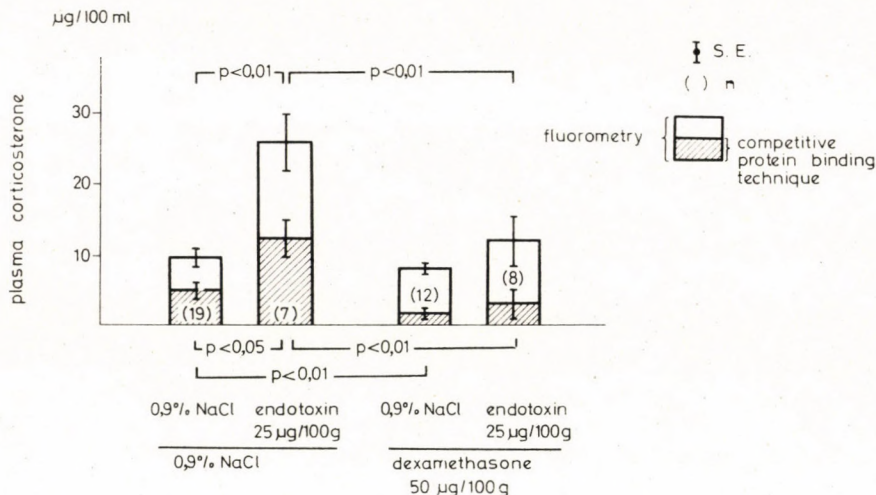 µg/100 ml
plasma corticosterone
30
20
10
p<0,01
p<0,01
S. E.
( ) n
fluorometry
competitive
protein binding
technique
(19)
(7)
(12)
(8)
p<0,05
p<0,01
p<0,01
0,9% NaCl
endotoxin
25 µg/100g
0,9% NaCl
endotoxin
25 µg/100g
0,9% NaCl
dexamethasone
50 µg/100 g